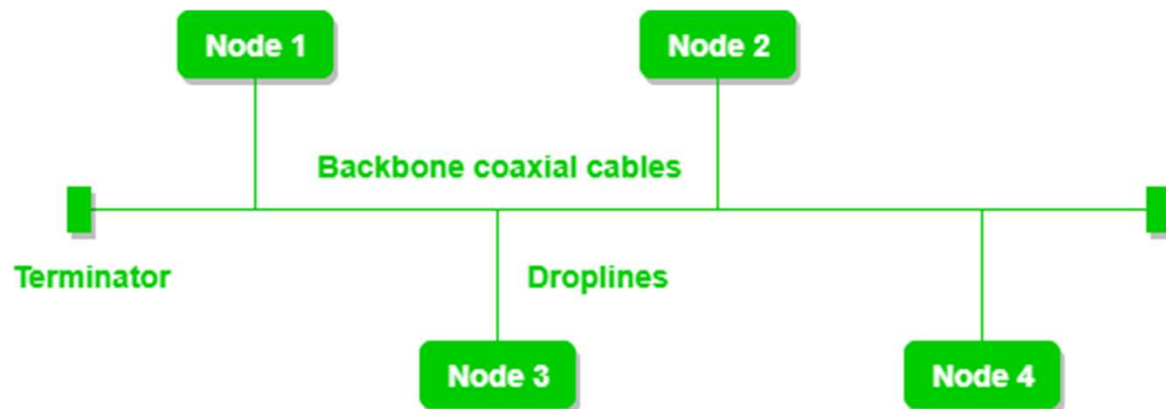 Node 1
Node 2
Backbone coaxial cables
Terminator
Droplines
Node 3
Node 4